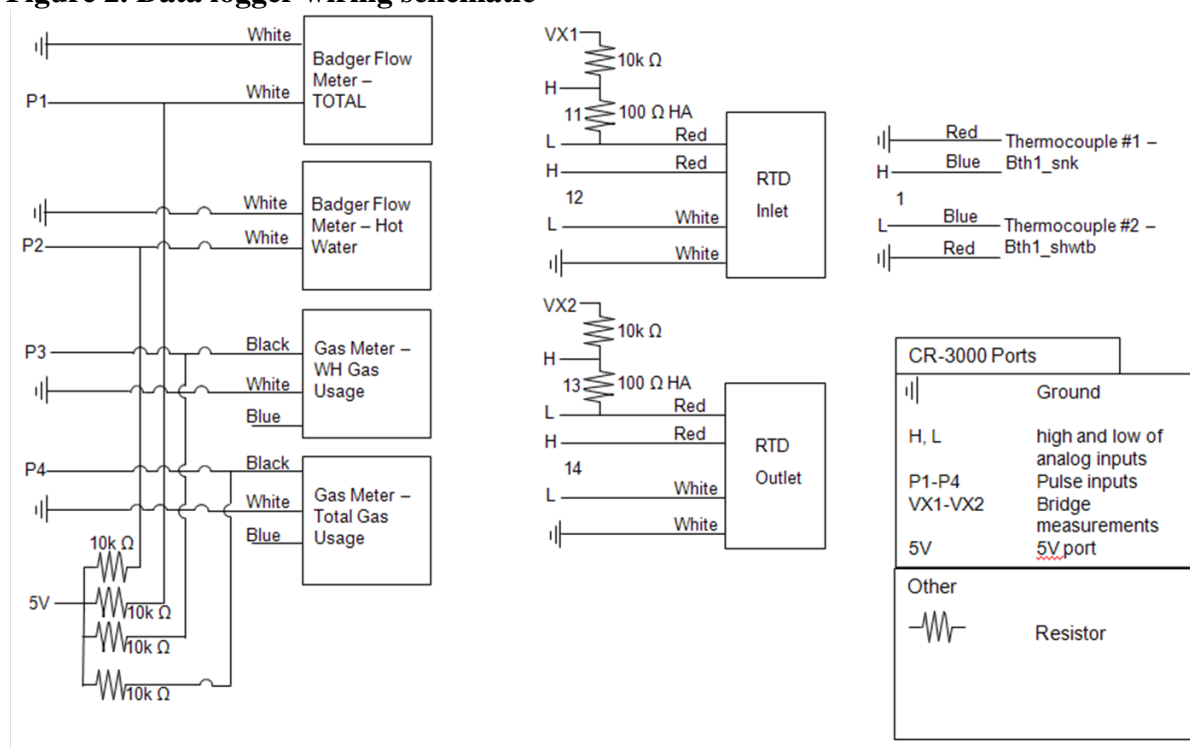 Figure 2. Data logger wiring schematic
White
Badger Flow
Meter –
TOTAL
P1
White
White
Badger Flow
Meter – Hot
Water
P2
White
P3
Black
Gas Meter –
WH Gas
Usage
White
Blue
P4
Black
Gas Meter –
Total Gas
Usage
White
Blue
10k Ω
5V
10k Ω
10k Ω
10k Ω
VX1
10k Ω
H
11
100 Ω HA
L
Red
H
Red
RTD
Inlet
12
L
White
White
VX2
10k Ω
H
13
100 Ω HA
L
Red
H
Red
RTD
Outlet
14
L
White
White
Red
Thermocouple #1 –
Bth1_snk
H
Blue
1
L
Blue
Thermocouple #2 –
Bth1_shwtb
Red
CR-3000 Ports
Ground
H, L
high and low of
analog inputs
P1-P4
Pulse inputs
VX1-VX2
Bridge
measurements
5V
5V port
Other
Resistor